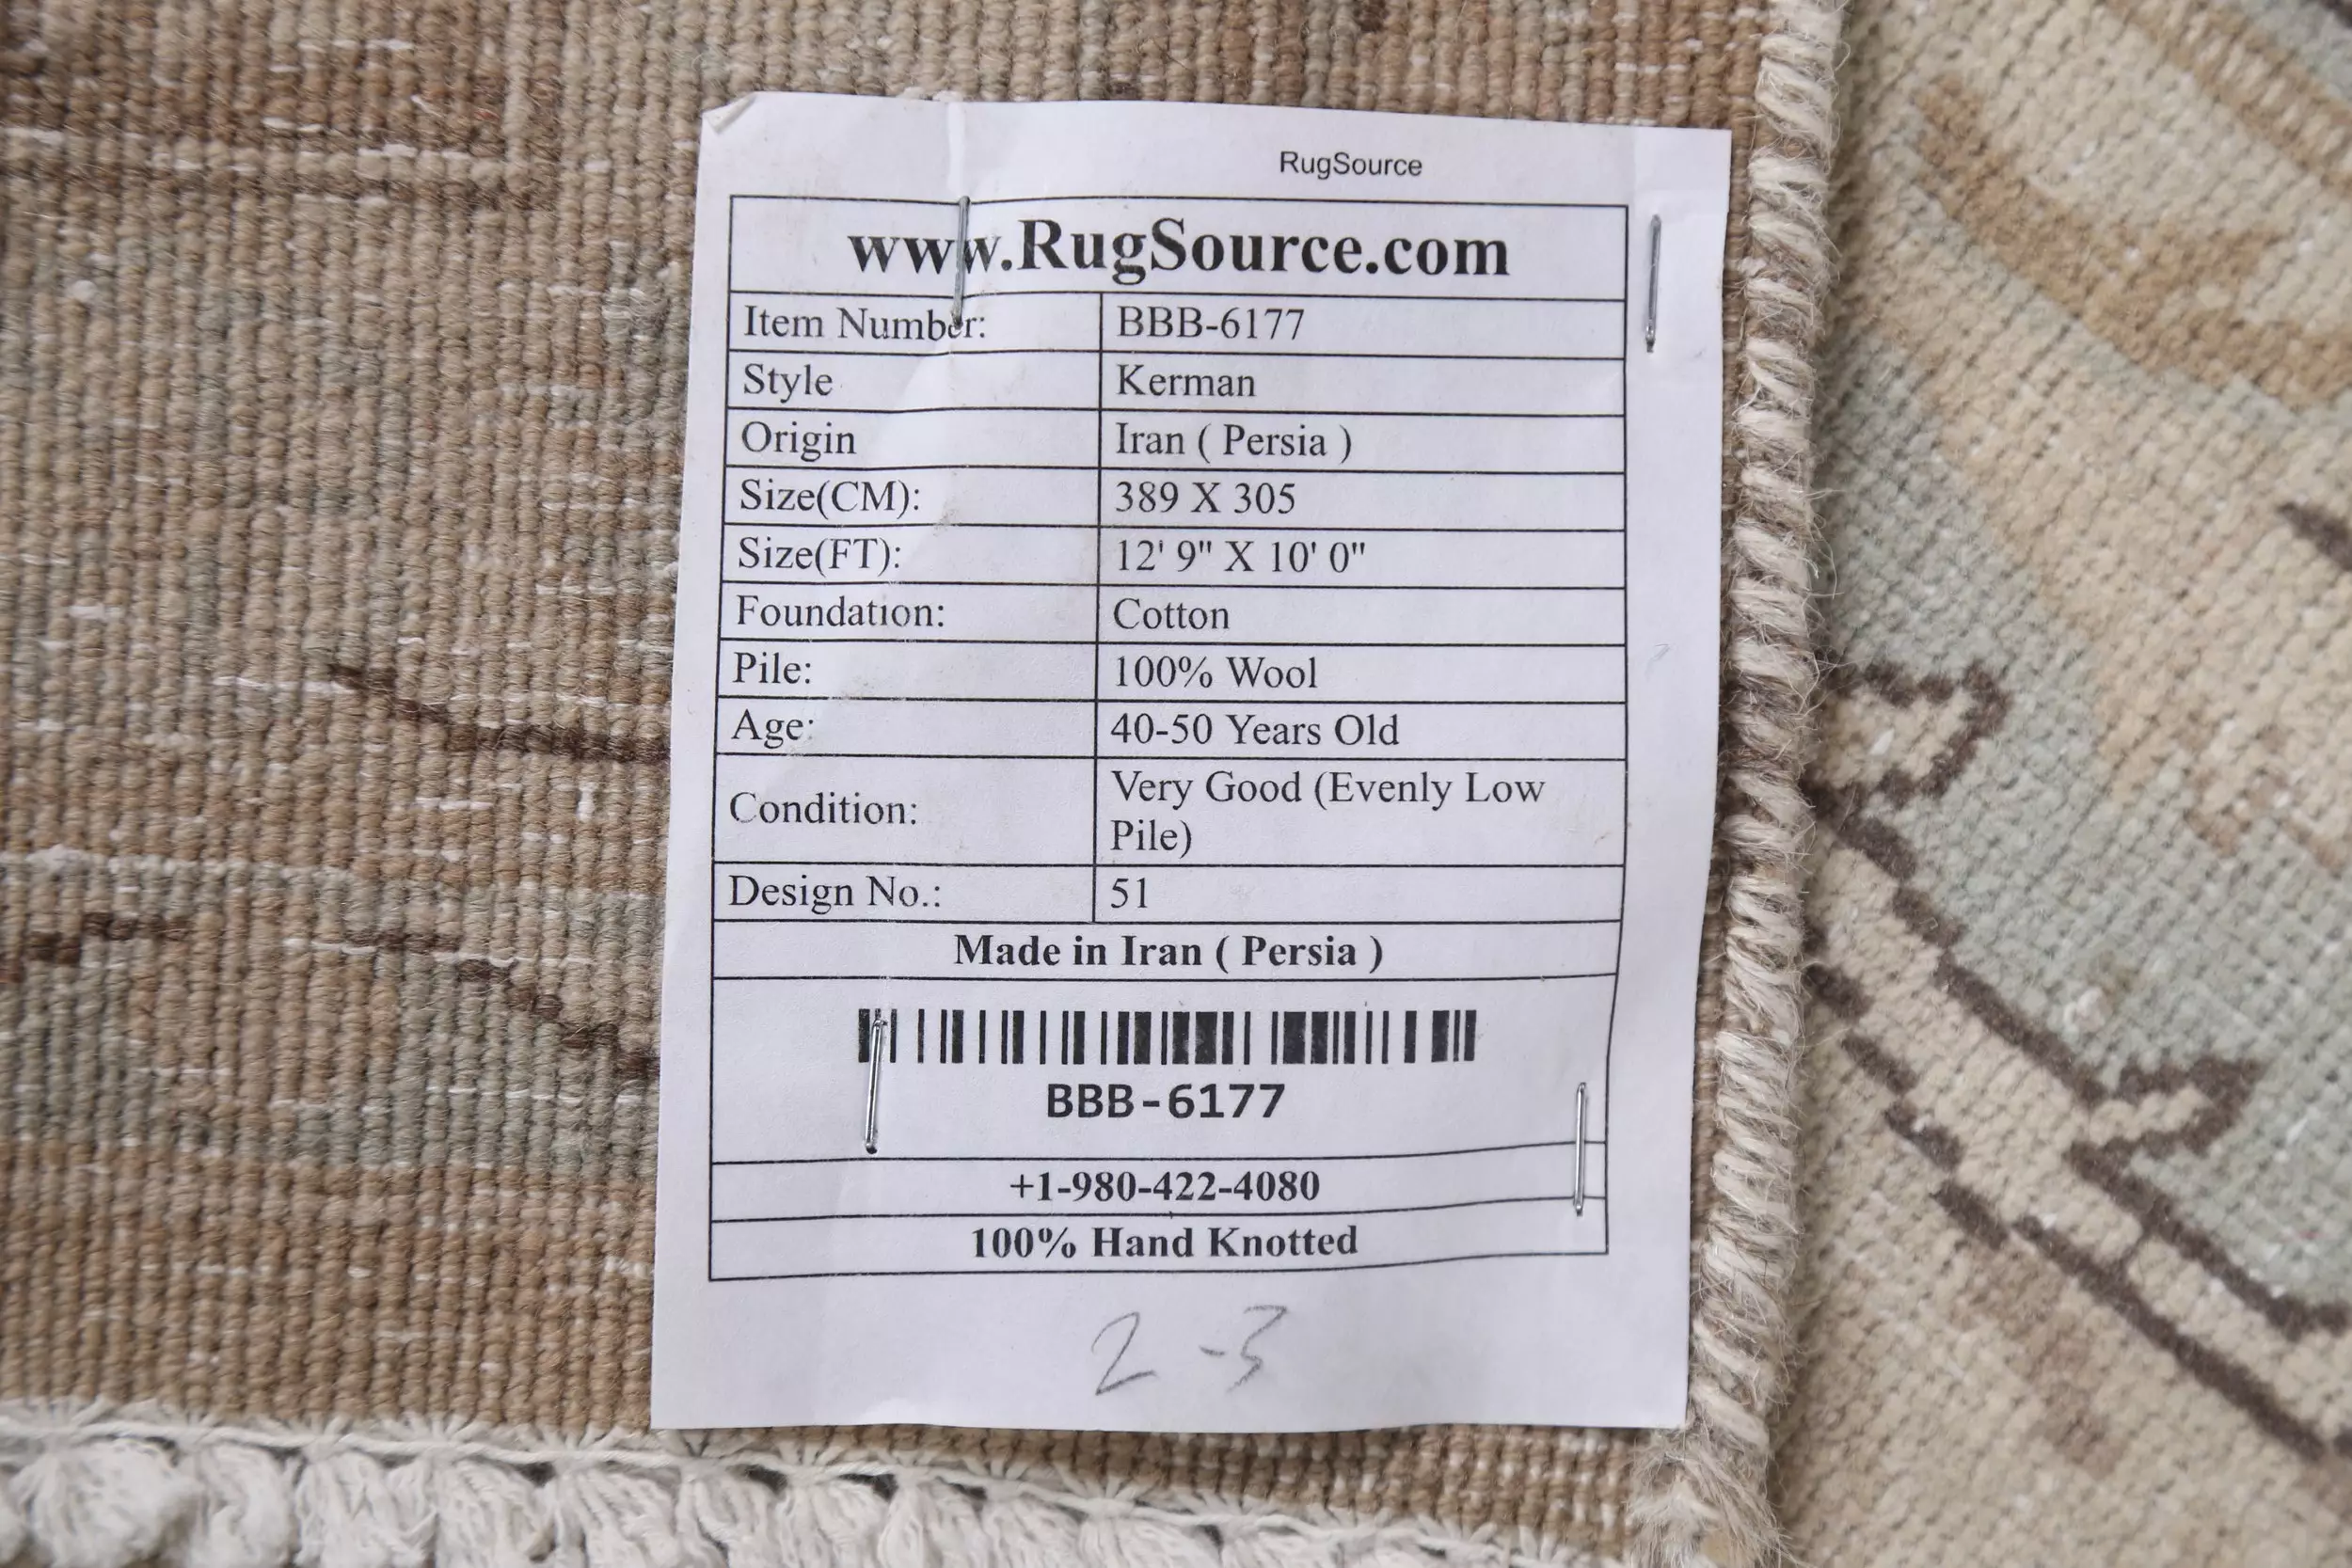 RugSource
www.RugSource.com
Item Number: BBB-6177
Style Kerman
Origin Iran ( Persia )
Size(CM): 389 X 305
Size(FT): 12' 9" X 10' 0"
Foundation: Cotton
Pile: 100% Wool
Age: 40-50 Years Old
Condition: Very Good (Evenly Low
Pile)
Design No.: 51
Made in Iran ( Persia )
BBB-6177
+1-980-422-4080
100% Hand Knotted
2 -3